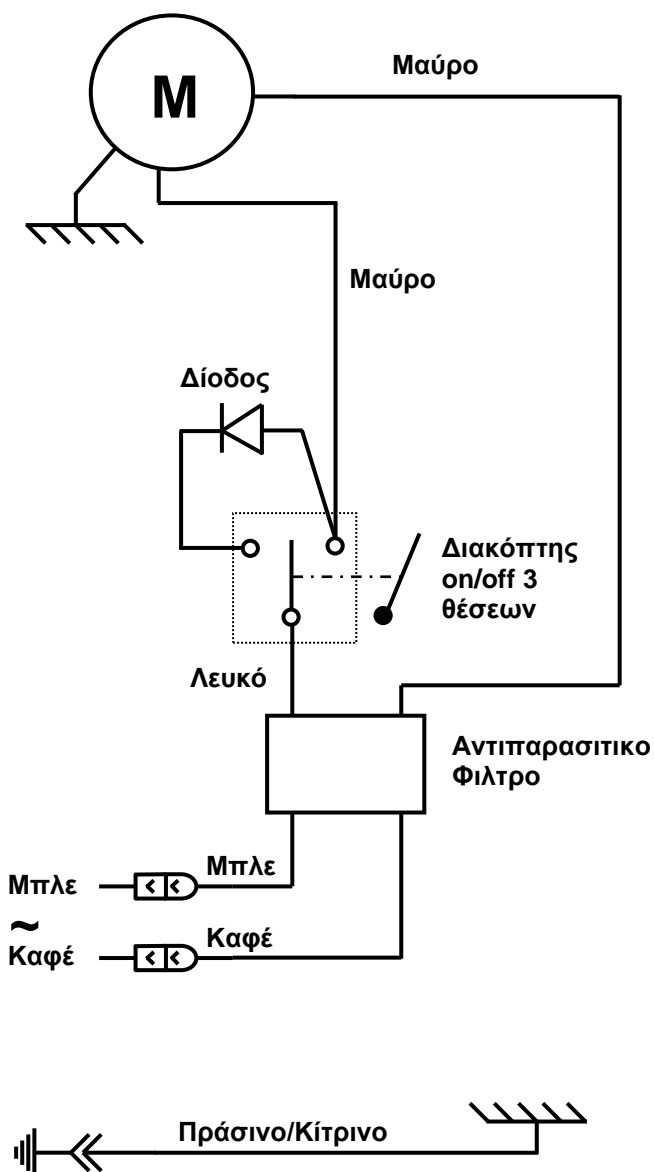 Μαύρο
M
Μαύρο
Δίοδος
Διακόπτης
on/off 3
θέσεων
Λευκό
Αντιπαρασιτικο
Φιλτρο
Μπλε
Μπλε
~
Καφέ
Καφέ
Πράσινο/Κίτρινο